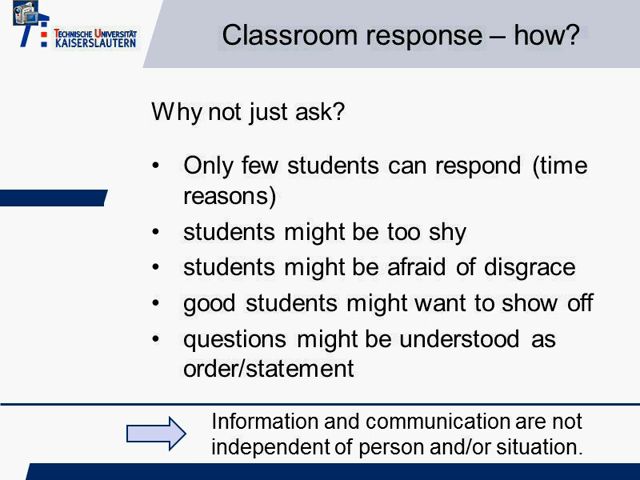 TECHNISCHE UNIVERSITÄT
KAISERSLAUTERN
Classroom response – how?
Why not just ask?
• Only few students can respond (time
reasons)
• students might be too shy
• students might be afraid of disgrace
• good students might want to show off
• questions might be understood as
order/statement
Information and communication are not
independent of person and/or situation.